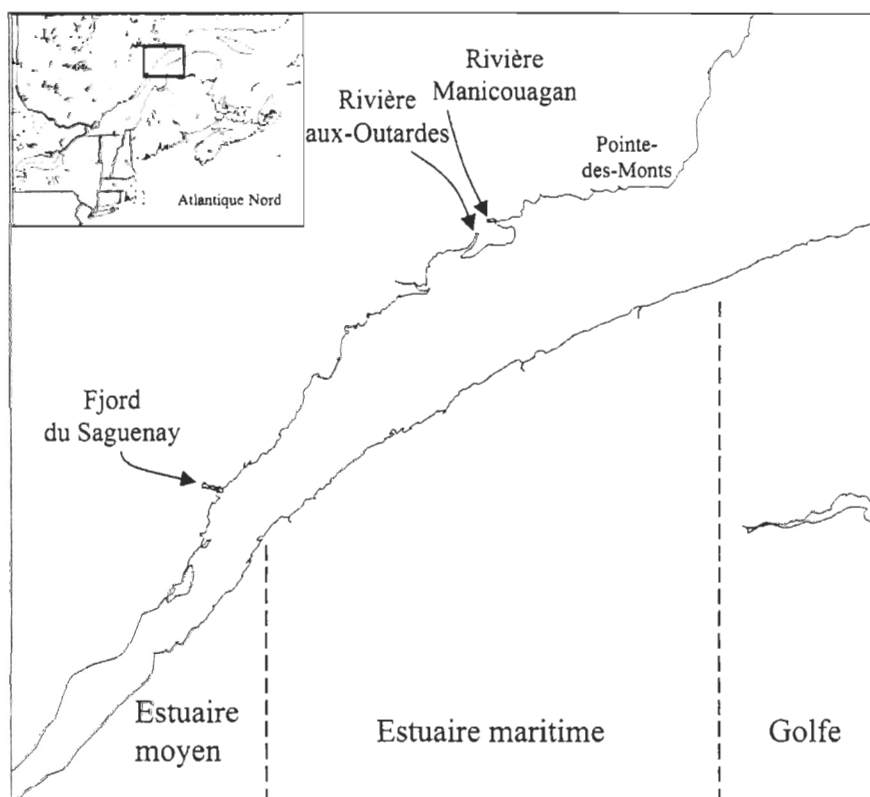 Atlantique Nord
Rivière
Manicouagan
Rivière
aux-Outardes
Pointe-
des-Monts
Fjord
du Saguenay
Estuaire
moyen
Estuaire maritime
Golfe